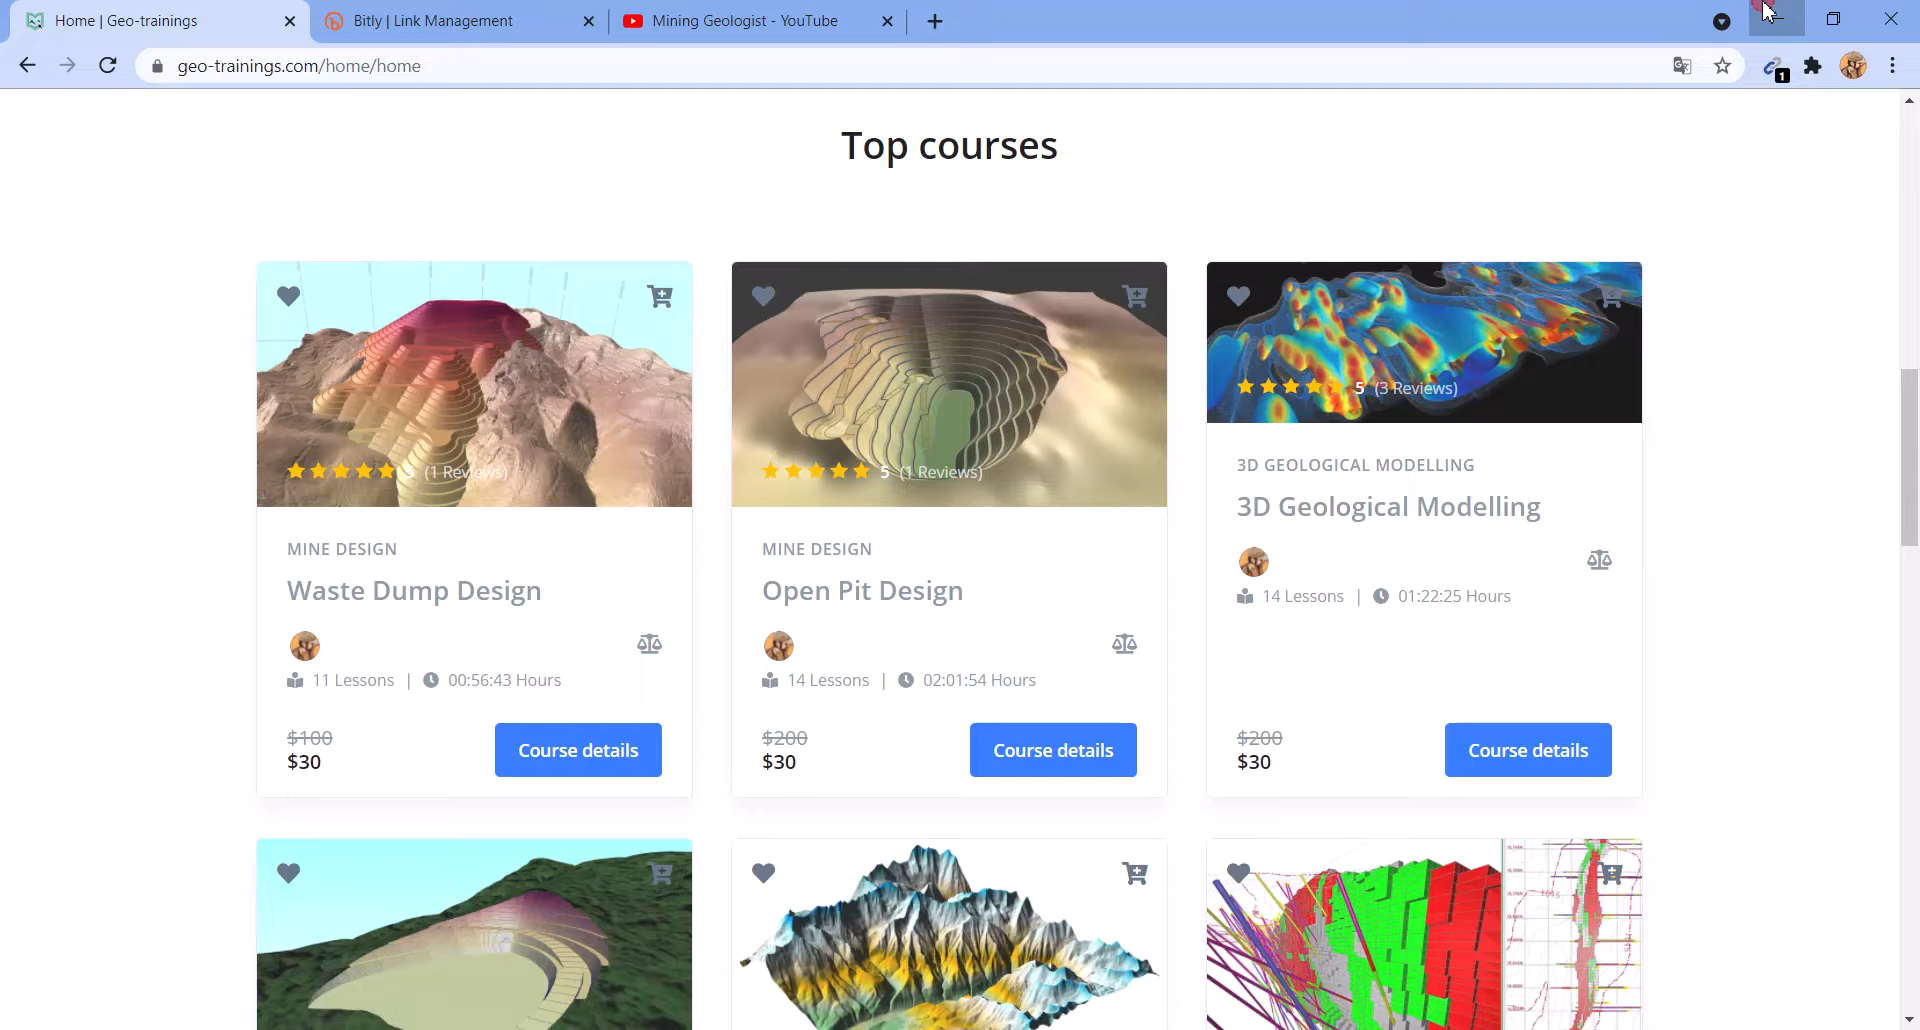 Home | Geo-trainings
Bitly | Link Management
Mining Geologist - YouTube
geo-trainings.com/home/home
1
Top courses
5 (1 Reviews)
5 (1 Reviews)
5 (3 Reviews)
MINE DESIGN
Waste Dump Design
11 Lessons | 00:56:43 Hours
$100
$30
Course details
MINE DESIGN
Open Pit Design
14 Lessons | 02:01:54 Hours
$200
$30
Course details
3D GEOLOGICAL MODELLING
3D Geological Modelling
14 Lessons | 01:22:25 Hours
$200
$30
Course details